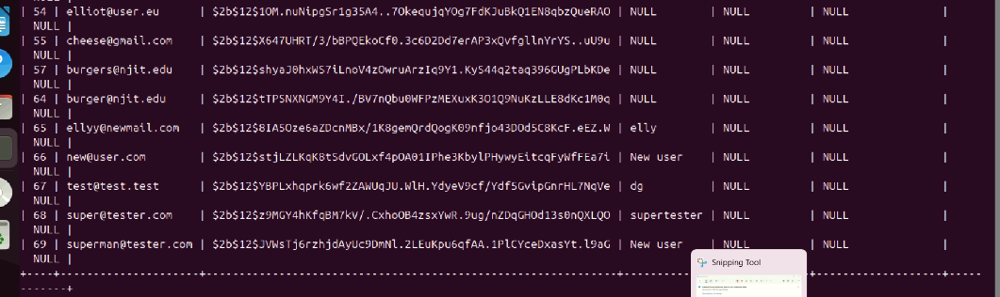 | 54 | elliot@user.eu | $2b$12$1OM.nuNipgSr1g35A4..7OkequjqYOg7FdKJuBkQ1EN8qbzQueRAO | NULL | NULL | NULL |
NULL |
| 55 | cheese@gmail.com | $2b$12$X647UHRT/3/bBPQEkoCf0.3c6D2Dd7erAP3xQvfgllnYrYS..uU9u | NULL | NULL | NULL |
NULL |
| 57 | burgers@njit.edu | $2b$12$shyaJ0hxWS7iLnoV4zOwruArzIq9Y1.KyS44q2taq396GUgPLbKDe | NULL | NULL | NULL |
NULL |
| 64 | burger@njit.edu | $2b$12$tTPSNXNGM9Y4I./BV7nQbu0WFPzMEXuxK3O1Q9NuKzLLE8dKc1M0q | NULL | NULL | NULL |
NULL |
| 65 | ellyy@newmail.com | $2b$12$8IA5Oze6aZDcnMBx/1K8gemQrdQogK09nfjo43DOd5C8KcF.eEZ.W | elly | NULL | NULL |
NULL |
| 66 | new@user.com | $2b$12$stjLZLKqK8tSdvGOLxf4pOA01IPhe3KbylPHywyEitcqFyWfFEa7i | New user | NULL | NULL |
NULL |
| 67 | test@test.test | $2b$12$YBPLxhqprk6wf2ZAWUqJU.WlH.YdyeV9cf/Ydf5GvipGnrHL7NqVe | dg | NULL | NULL |
NULL |
| 68 | super@tester.com | $2b$12$z9MGY4hKfqBM7kV/.CxhoOB4zsxYwR.9ug/nZDqGHOd13s0nQXLQO | supertester | NULL | NULL |
NULL |
| 69 | superman@tester.com | $2b$12$JVWsTj6rzhjdAyUc9DmNl.2LEuKpu6qfAA.1PlCYceDxasYt.l9aG | New user | NULL | NULL |
NULL |
Snipping Tool